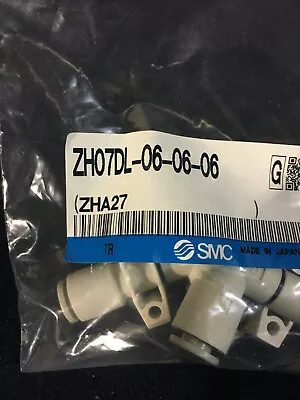 ZH07DL-06-06-06
G
(ZHA27 )
TR SMC MADE IN JAPAN